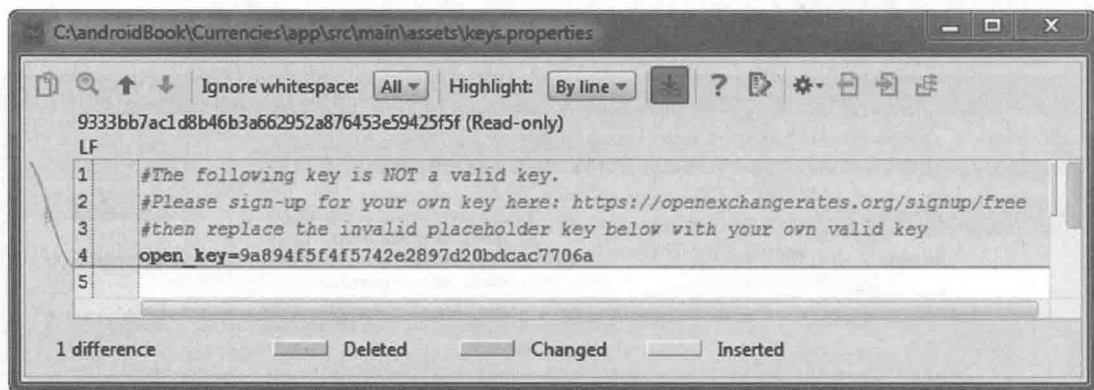 C:\androidBook\Currencies\app\src\main\assets\keys.properties
Ignore whitespace: All Highlight: By line ?
9333bb7ac1d8b46b3a662952a876453e59425f5f (Read-only)
LF
1 #The following key is NOT a valid key.
2 #Please sign-up for your own key here: https://openexchangerates.org/signup/free
3 #then replace the invalid placeholder key below with your own valid key
4 open_key=9a894f5f4f5742e2897d20bdcac7706a
5
1 difference Deleted Changed Inserted